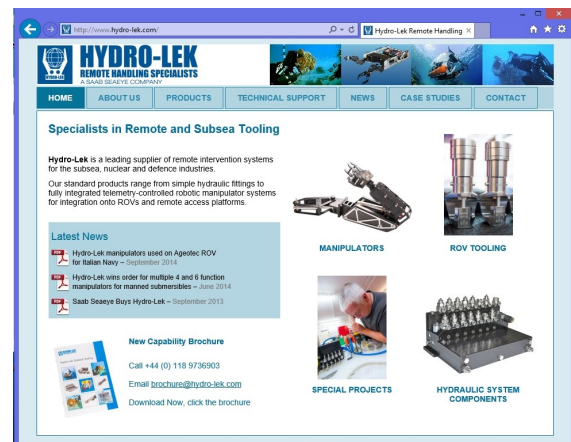 http://www.hydro-lek.com/
Hydro-Lek Remote Handling
HYDRO-LEK
REMOTE HANDLING SPECIALISTS
A SAAB SEAEYE COMPANY
HYDRO-LEK
HOME ABOUT US PRODUCTS TECHNICAL SUPPORT NEWS CASE STUDIES CONTACT
Specialists in Remote and Subsea Tooling
Hydro-Lek is a leading supplier of remote intervention systems
for the subsea, nuclear and defence industries.
Our standard products range from simple hydraulic fittings to
fully integrated telemetry-controlled robotic manipulator systems
for integration onto ROVs and remote access platforms.
MANIPULATORS
ROV TOOLING
Latest News
PDF
Hydro-Lek manipulators used on Ageotec ROV
for Italian Navy – September 2014
PDF
Hydro-Lek wins order for multiple 4 and 6 function
manipulators for manned submersibles – June 2014
PDF
Saab Seaeye Buys Hydro-Lek – September 2013
New Capability Brochure
Call +44 (0) 118 9736903
Email brochure@hydro-lek.com
Download Now, click the brochure
SPECIAL PROJECTS
HYDRAULIC SYSTEM
COMPONENTS